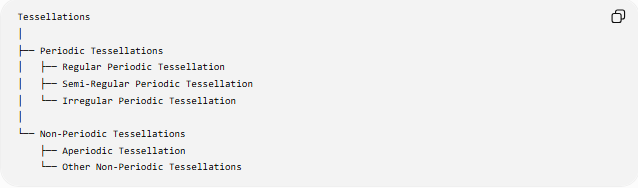 Tessellations
│
├── Periodic Tessellations
│   ├── Regular Periodic Tessellation
│   ├── Semi-Regular Periodic Tessellation
│   └── Irregular Periodic Tessellation
│
└── Non-Periodic Tessellations
    ├── Aperiodic Tessellation
    └── Other Non-Periodic Tessellations